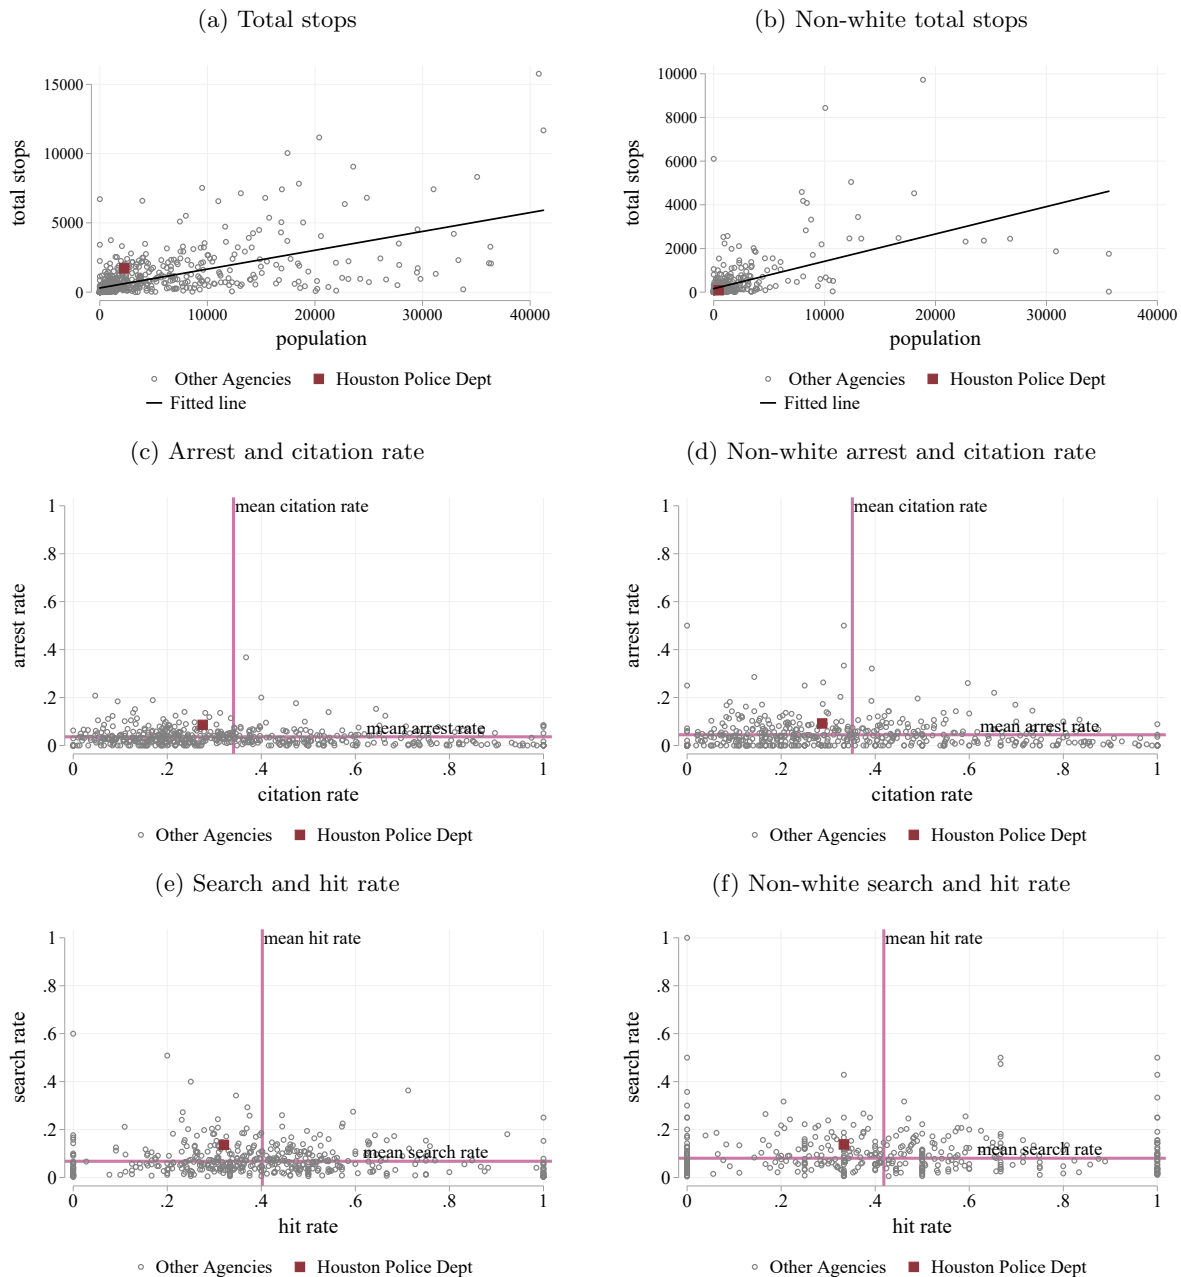 (a) Total stops
total stops
15000
10000
5000
0
0 10000 20000 30000 40000
population
Other Agencies Houston Police Dept
Fitted line
(b) Non-white total stops
total stops
10000
8000
6000
4000
2000
0
0 10000 20000 30000 40000
population
Other Agencies Houston Police Dept
Fitted line
(c) Arrest and citation rate
arrest rate
1
.8
.6
.4
.2
0
mean citation rate
mean arrest rate
0 .2 .4 .6 .8 1
citation rate
Other Agencies Houston Police Dept
(d) Non-white arrest and citation rate
arrest rate
1
.8
.6
.4
.2
0
mean citation rate
mean arrest rate
0 .2 .4 .6 .8 1
citation rate
Other Agencies Houston Police Dept
(e) Search and hit rate
search rate
1
.8
.6
.4
.2
0
mean hit rate
mean search rate
0 .2 .4 .6 .8 1
hit rate
Other Agencies Houston Police Dept
(f) Non-white search and hit rate
search rate
1
.8
.6
.4
.2
0
mean hit rate
mean search rate
0 .2 .4 .6 .8 1
hit rate
Other Agencies Houston Police Dept